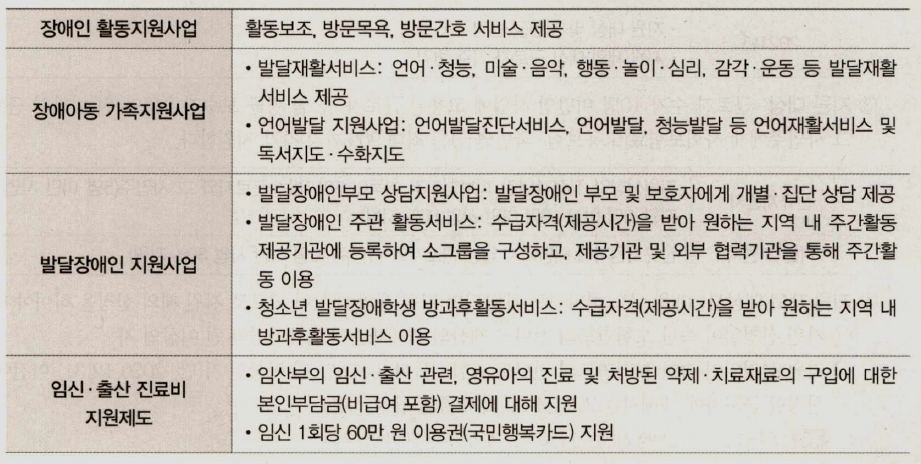 장애인 활동지원사업
활동보조, 방문목욕, 방문간호 서비스 제공
장애아동 가족지원사업
• 발달재활서비스: 언어·청능, 미술·음악, 행동·놀이·심리, 감각·운동 등 발달재활
서비스 제공
• 언어발달 지원사업: 언어발달진단서비스, 언어발달, 청능발달 등 언어재활서비스 및
독서지도·수화지도
발달장애인 지원사업
• 발달장애인부모 상담지원사업: 발달장애인 부모 및 보호자에게 개별·집단 상담 제공
• 발달장애인 주관 활동서비스: 수급자격(제공시간)을 받아 원하는 지역 내 주간활동
제공기관에 등록하여 소그룹을 구성하고, 제공기관 및 외부 협력기관을 통해 주간활
동 이용
• 청소년 발달장애학생 방과후활동서비스: 수급자격(제공시간)을 받아 원하는 지역 내
방과후활동서비스 이용
임신·출산 진료비
지원제도
• 임산부의 임신·출산 관련, 영유아의 진료 및 처방된 약제·치료재료의 구입에 대한
본인부담금(비급여 포함) 결제에 대해 지원
• 임신 1회당 60만 원 이용권(국민행복카드) 지원